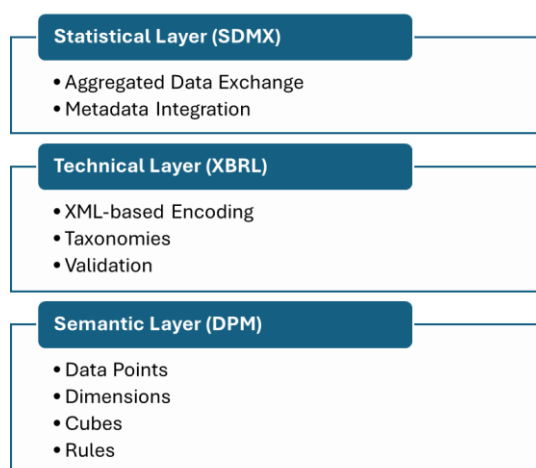 Statistical Layer (SDMX)
• Aggregated Data Exchange
• Metadata Integration
Technical Layer (XBRL)
• XML-based Encoding
• Taxonomies
• Validation
Semantic Layer (DPM)
• Data Points
• Dimensions
• Cubes
• Rules